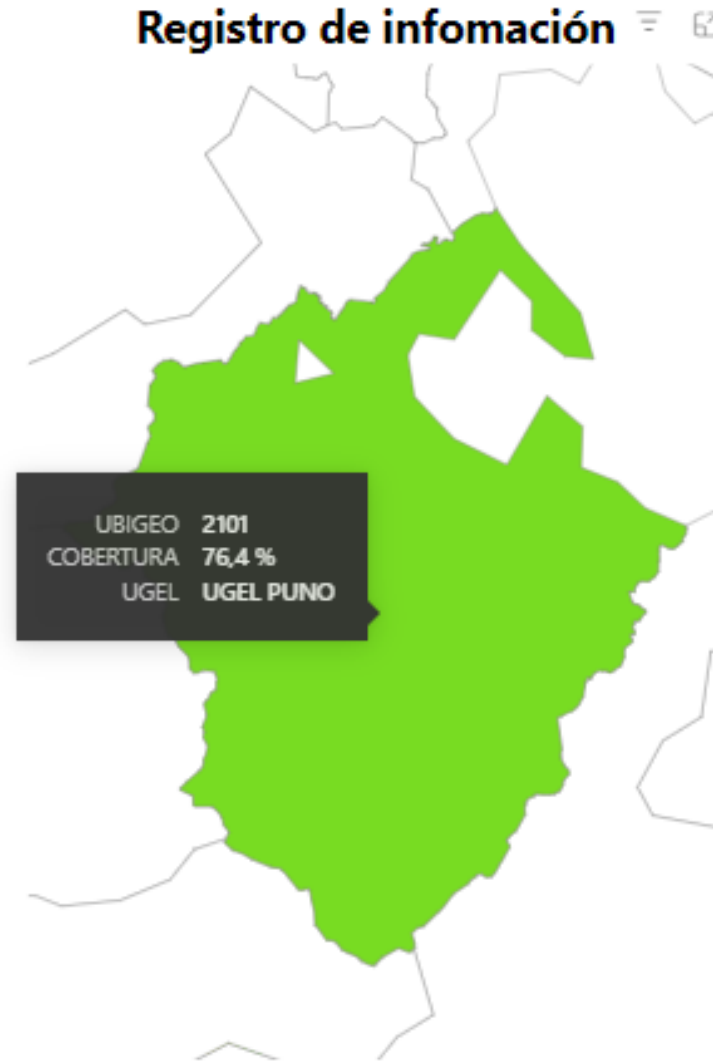 Registro de infomación
UBIGEO 2101
COBERTURA 76,4 %
UGEL UGEL PUNO